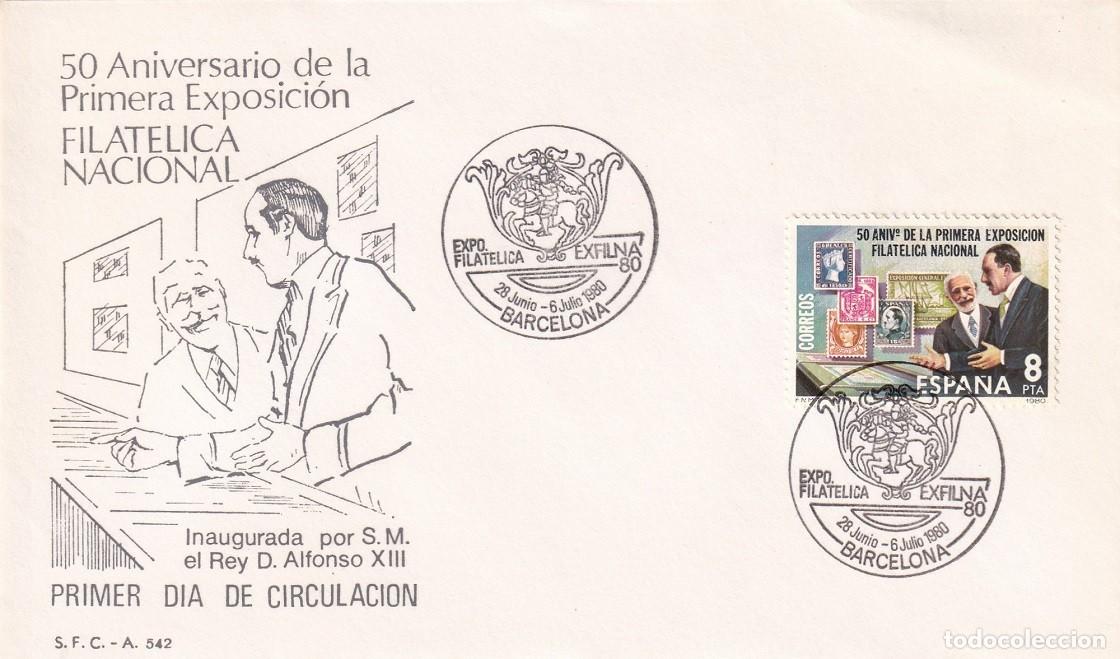 50 Aniversario de la
Primera Exposición
FILATELICA
NACIONAL
Inaugurada por S.M.
el Rey D. Alfonso XIII
PRIMER DIA DE CIRCULACION
S. F. C. - A. 542
EXPO.
FILATELICA EXFILNA
80
28 Junio - 6 Julio 1980
BARCELONA
50 ANIVº DE LA PRIMERA EXPOSICION
FILATELICA NACIONAL
EXPOSICIÓN GENERAL
CORREOS
ESPAÑA 8
PTA
1980
EXPO.
FILATELICA EXFILNA
80
28 Junio - 6 Julio 1980
BARCELONA
todocoleccion